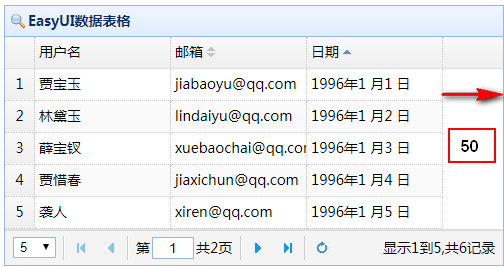 EasyUI数据表格
用户名 邮箱 日期
1 贾宝玉 jiabaoyu@qq.com 1996年1月1日
2 林黛玉 lindaiyu@qq.com 1996年1月2日
3 薛宝钗 xuebaochai@qq.con 1996年1月3日
50
4 贾惜春 jiaxichun@qq.com 1996年1月4日
5 袭人 xiren@qq.com 1996年1月5日
5 第 1 共2页 显示1到5,共6记录